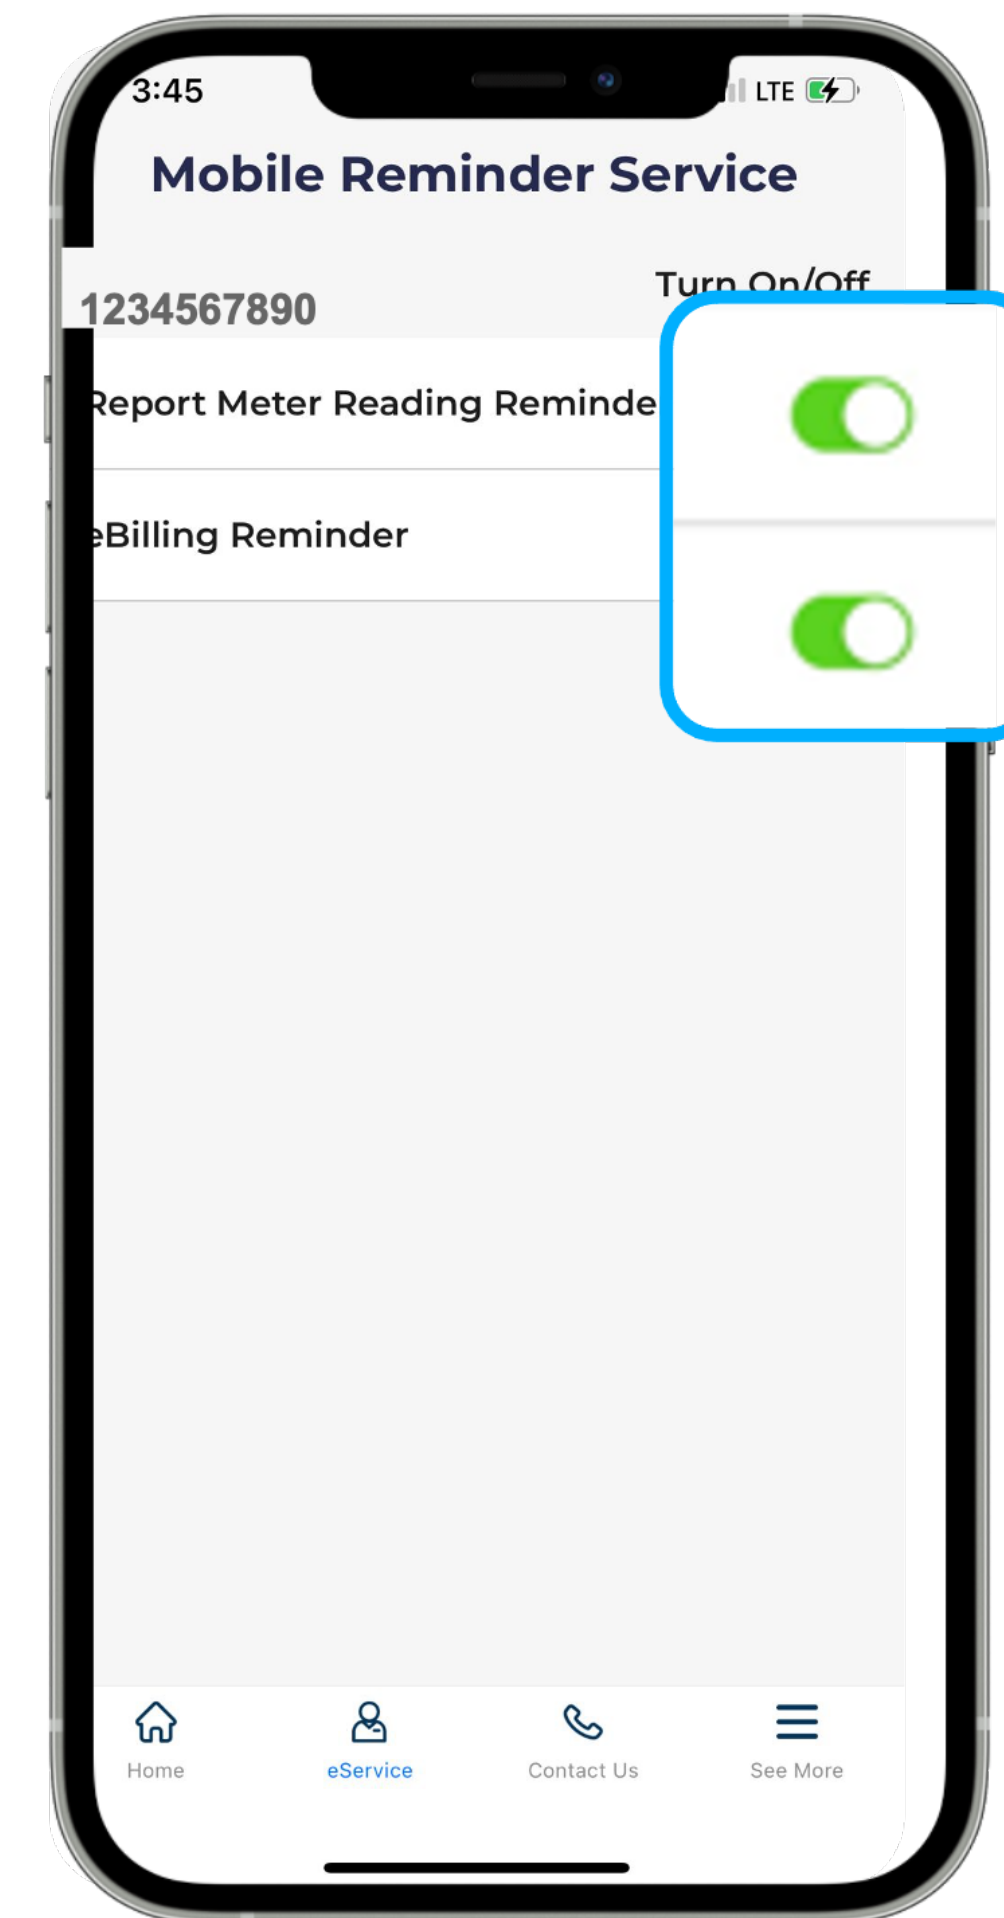 3:45
LTE
Mobile Reminder Service
Turn On/Off
1234567890
Report Meter Reading Reminde
eBilling Reminder
Home
eService
Contact Us
See More